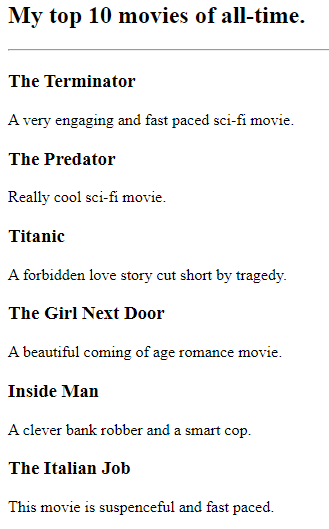 My top 10 movies of all-time.
The Terminator
A very engaging and fast paced sci-fi movie.
The Predator
Really cool sci-fi movie.
Titanic
A forbidden love story cut short by tragedy.
The Girl Next Door
A beautiful coming of age romance movie.
Inside Man
A clever bank robber and a smart cop.
The Italian Job
This movie is suspenceful and fast paced.